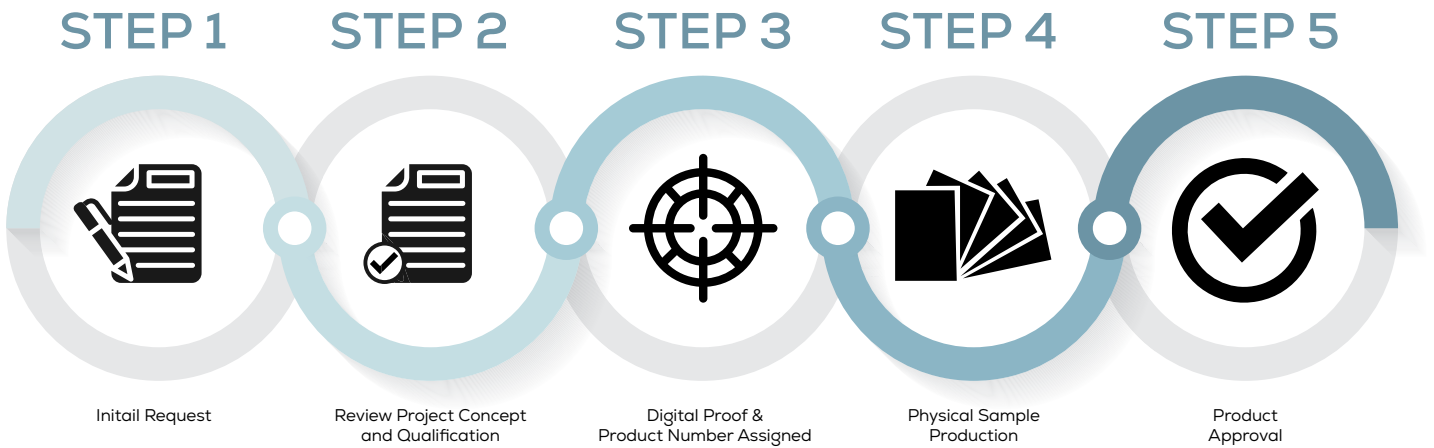 STEP 1
STEP 2
STEP 3
STEP 4
STEP 5
Initail Request
Review Project Concept
and Qualification
Digital Proof &
Product Number Assigned
Physical Sample
Production
Product
Approval